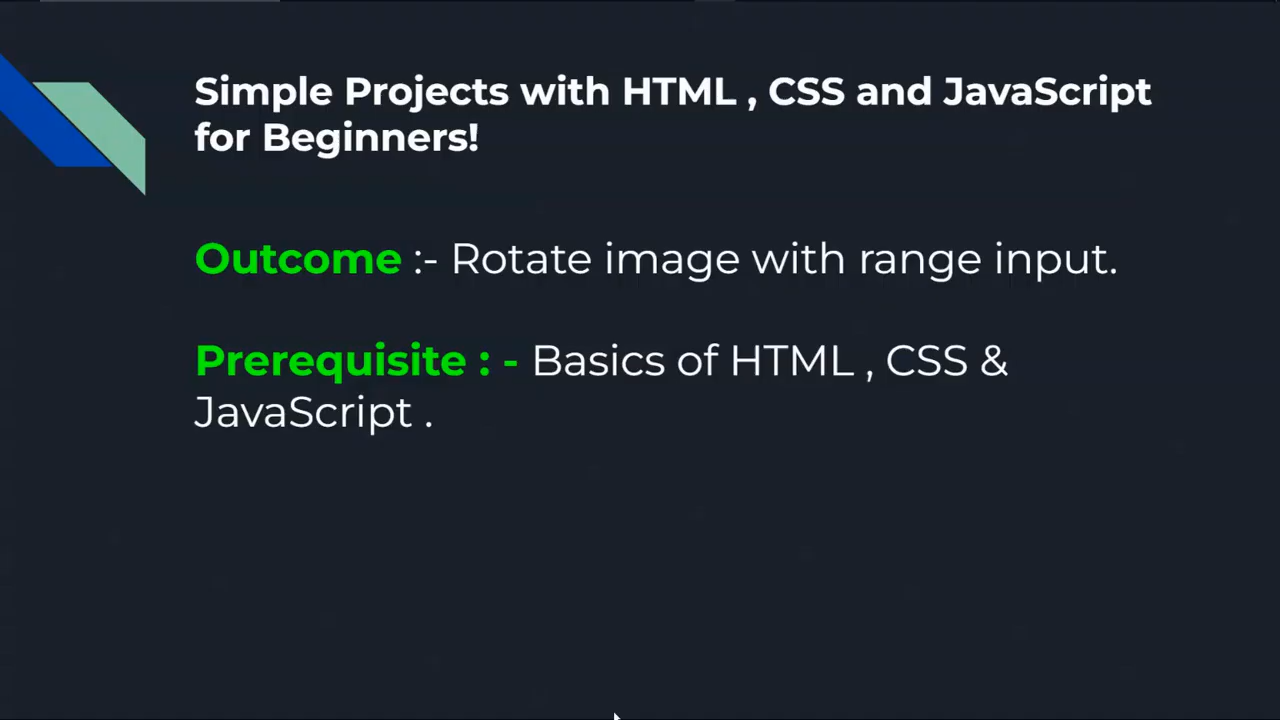 Simple Projects with HTML , CSS and JavaScript
for Beginners!
Outcome :- Rotate image with range input.
Prerequisite : - Basics of HTML , CSS &
JavaScript .